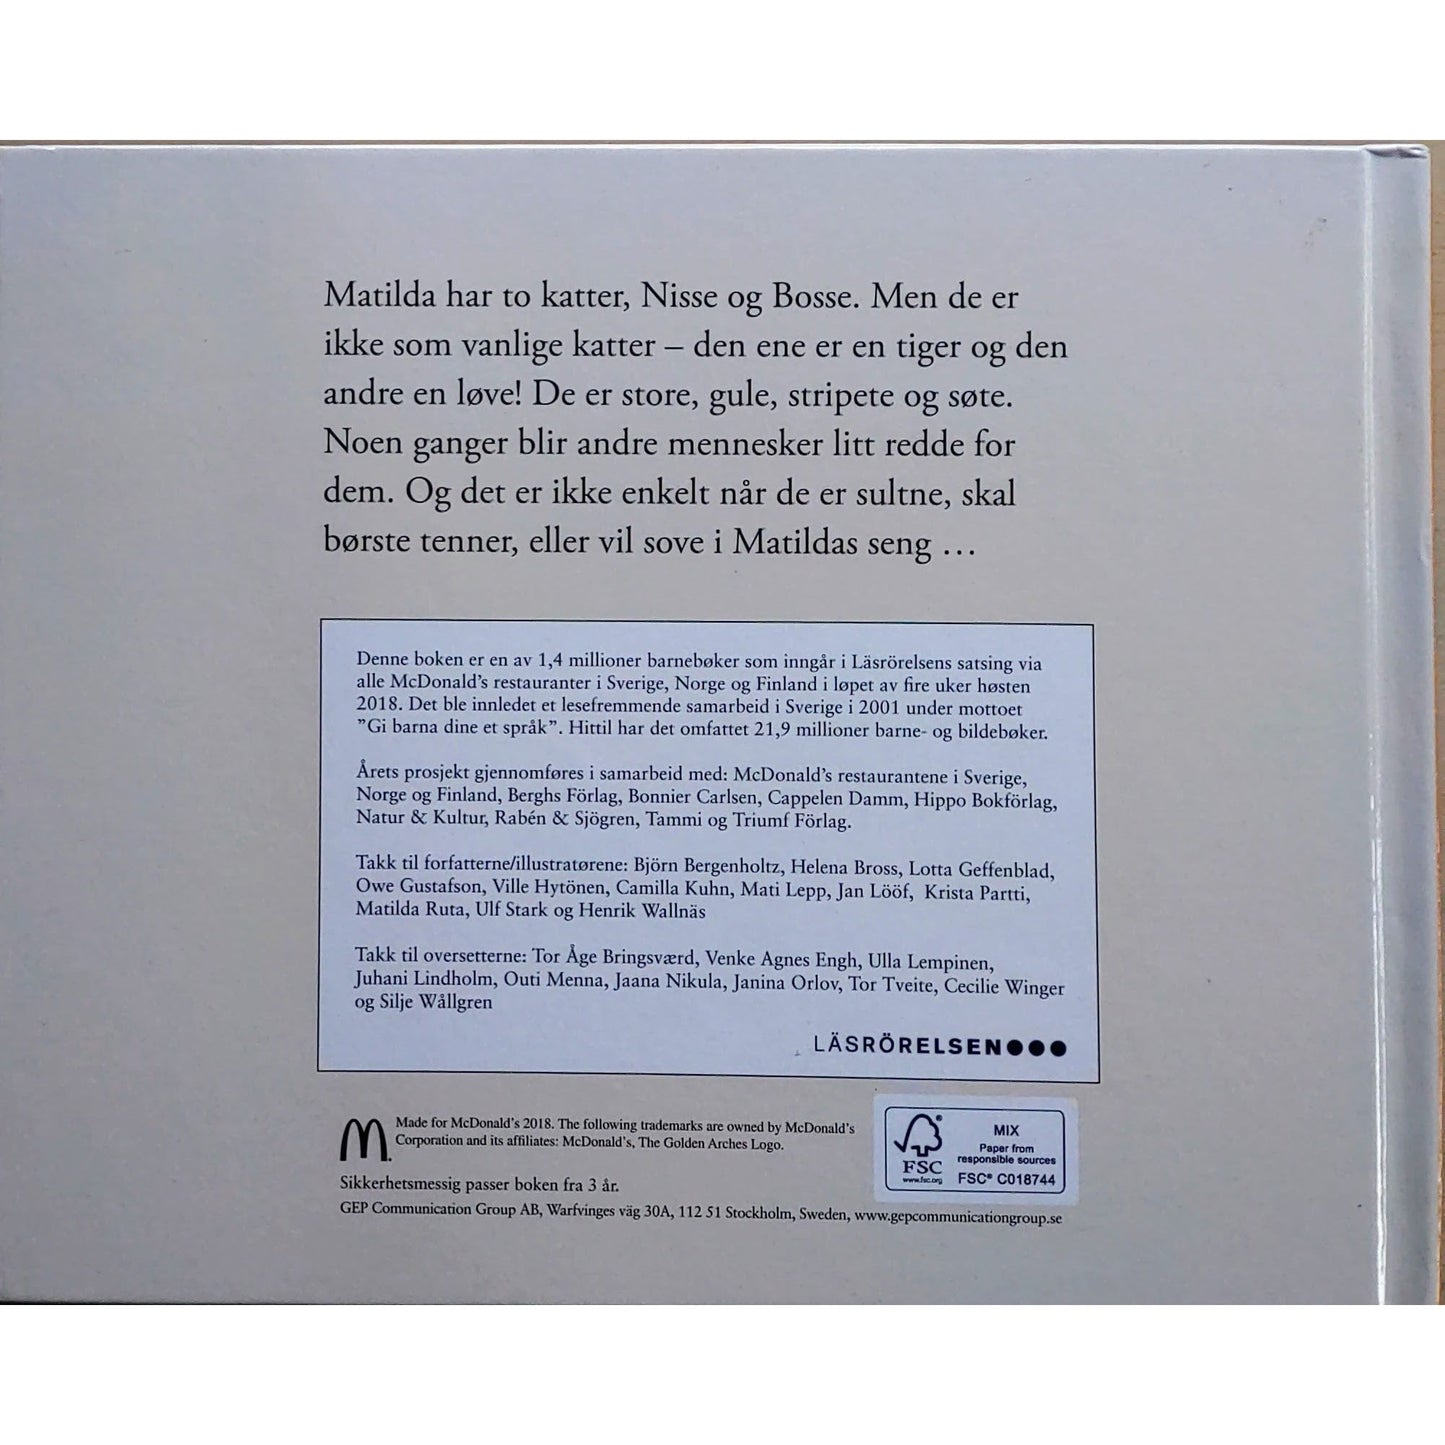 Matilda har to katter, Nisse og Bosse. Men de er
ikke som vanlige katter – den ene er en tiger og den
andre en løve! De er store, gule, stripete og søte.
Noen ganger blir andre mennesker litt redde for
dem. Og det er ikke enkelt når de er sultne, skal
børste tenner, eller vil sove i Matildas seng …
Denne boken er en av 1,4 millioner barnebøker som inngår i Läsrörelsens satsing via
alle McDonald's restauranter i Sverige, Norge og Finland i løpet av fire uker høsten
2018. Det ble innledet et lesefremmende samarbeid i Sverige i 2001 under mottoet
”Gi barna dine et språk”. Hittil har det omfattet 21,9 millioner barne- og bildebøker.
Årets prosjekt gjennomføres i samarbeid med: McDonald's restaurantene i Sverige,
Norge og Finland, Berghs Förlag, Bonnier Carlsen, Cappelen Damm, Hippo Bokförlag,
Natur & Kultur, Rabén & Sjögren, Tammi og Triumf Förlag.
Takk til forfatterne/illustratørene: Björn Bergenholtz, Helena Bross, Lotta Geffenblad,
Owe Gustafson, Ville Hytönen, Camilla Kuhn, Mati Lepp, Jan Lööf, Krista Partti,
Matilda Ruta, Ulf Stark og Henrik Wallnäs
Takk til oversetterne: Tor Åge Bringsværd, Venke Agnes Engh, Ulla Lempinen,
Juhani Lindholm, Outi Menna, Jaana Nikula, Janina Orlov, Tor Tveite, Cecilie Winger
og Silje Wållgren
LÄSRÖRELSEN●●●
Made for McDonald's 2018. The following trademarks are owned by McDonald's
Corporation and its affiliates: McDonald's, The Golden Arches Logo.
Sikkerhetsmessig passer boken fra 3 år.
GEP Communication Group AB, Warfvinges väg 30A, 112 51 Stockholm, Sweden, www.gepcommunicationgroup.se
FSC
www.fsc.org
MIX
Paper from
responsible sources
FSC® C018744